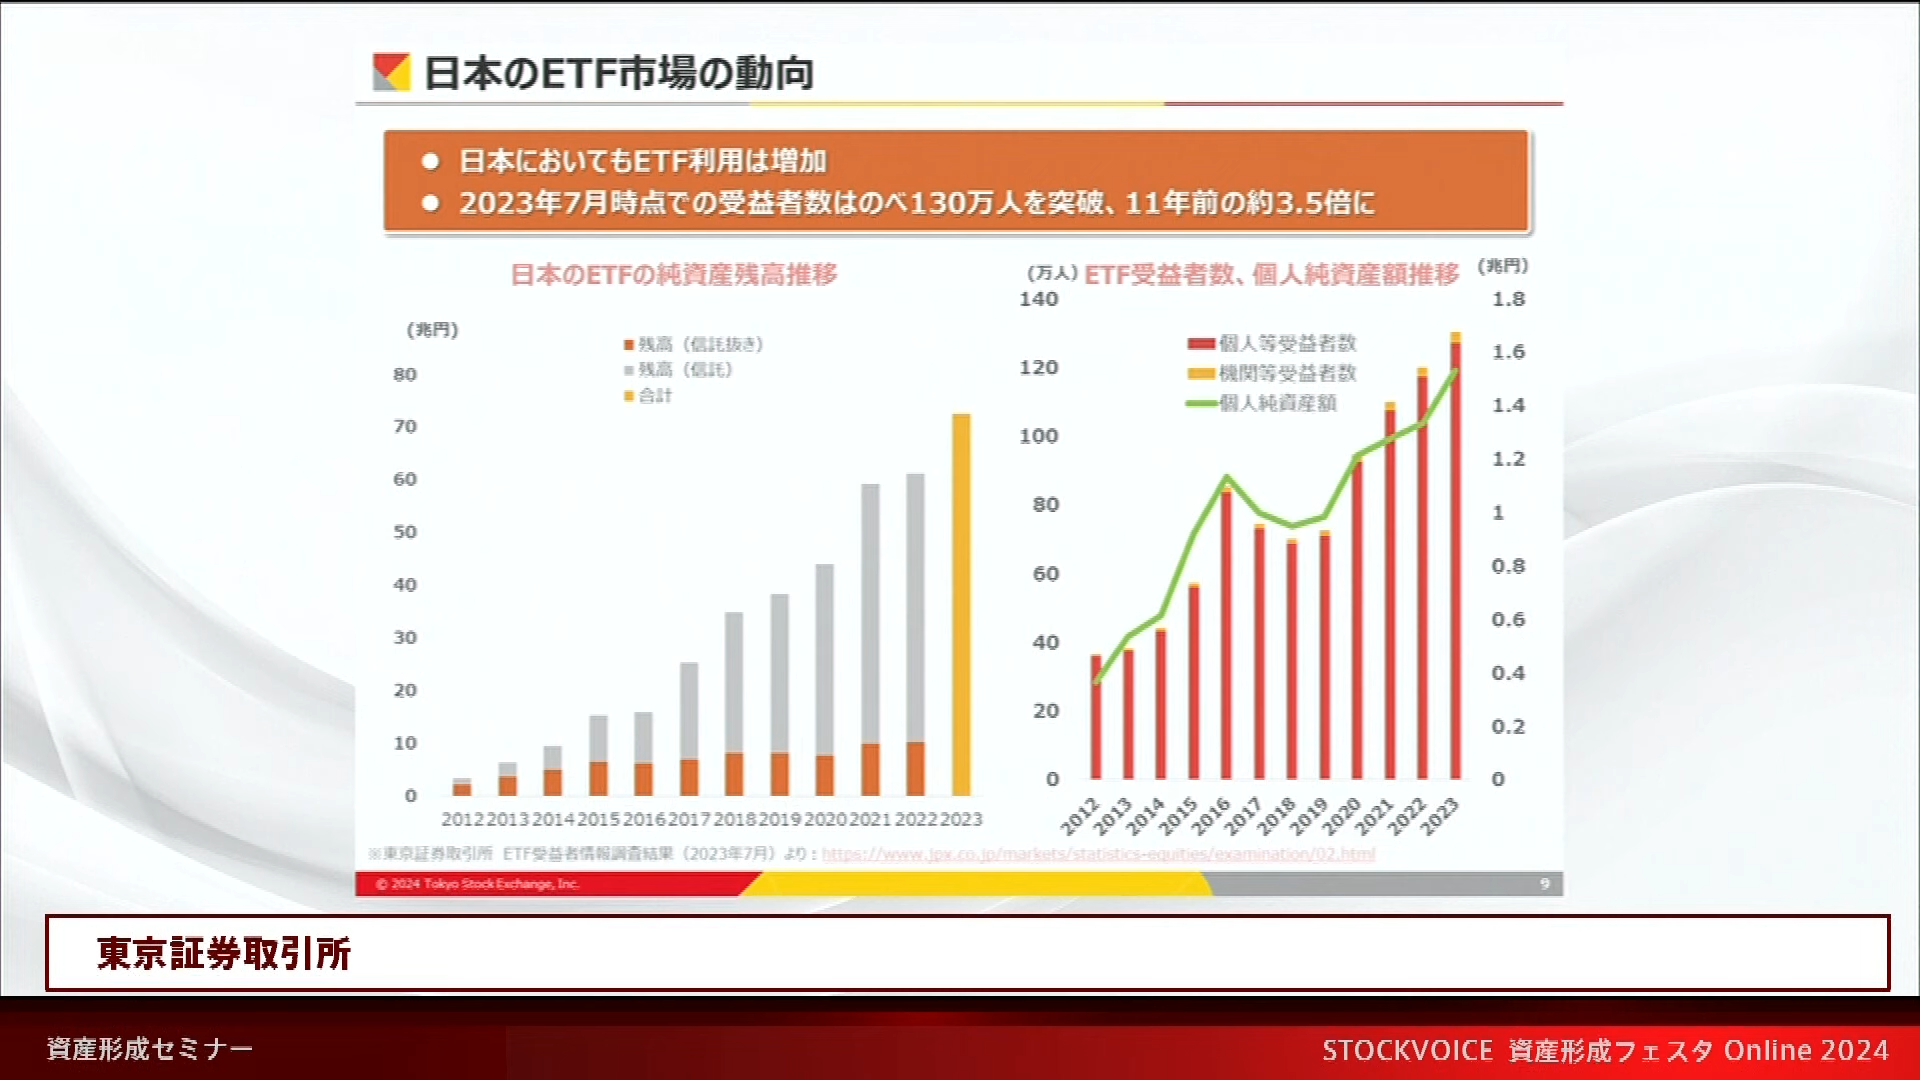 日本のETF市場の動向
● 日本においてもETF利用は増加
● 2023年7月時点での受益者数はのべ130万人を突破、11年前の約3.5倍に
日本のETFの純資産残高推移
(兆円)
残高（信託抜き）
残高（信託）
合計
80
70
60
50
40
30
20
10
0
2012 2013 2014 2015 2016 2017 2018 2019 2020 2021 2022 2023
(万人) ETF受益者数、個人純資産額推移 (兆円)
個人等受益者数
機関等受益者数
個人純資産額
140
120
100
80
60
40
20
0
1.8
1.6
1.4
1.2
1
0.8
0.6
0.4
0.2
0
2012 2013 2014 2015 2016 2017 2018 2019 2020 2021 2022 2023
※東京証券取引所 ETF受益者情報調査結果（2023年7月）より：https://www.jpx.co.jp/markets/statistics-equities/examination/02.html
© 2024 Tokyo Stock Exchange, Inc.
9
東京証券取引所
資産形成セミナー
STOCKVOICE 資産形成フェスタ Online 2024